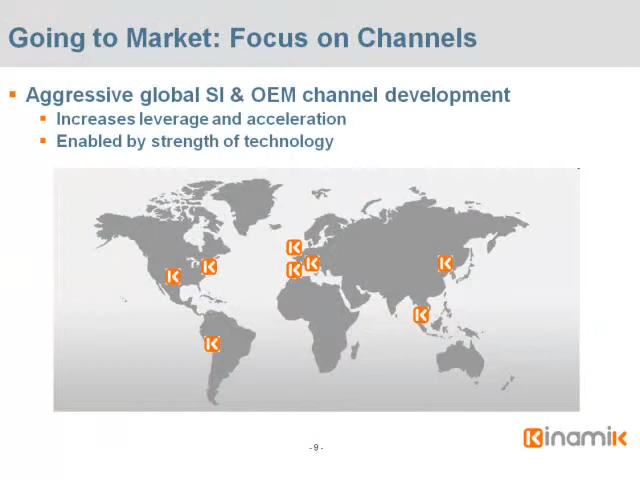 Going to Market: Focus on Channels
Aggressive global SI & OEM channel development
Increases leverage and acceleration
Enabled by strength of technology
K
K
K
K
K
K
K
K
Kinamik
- 9 -